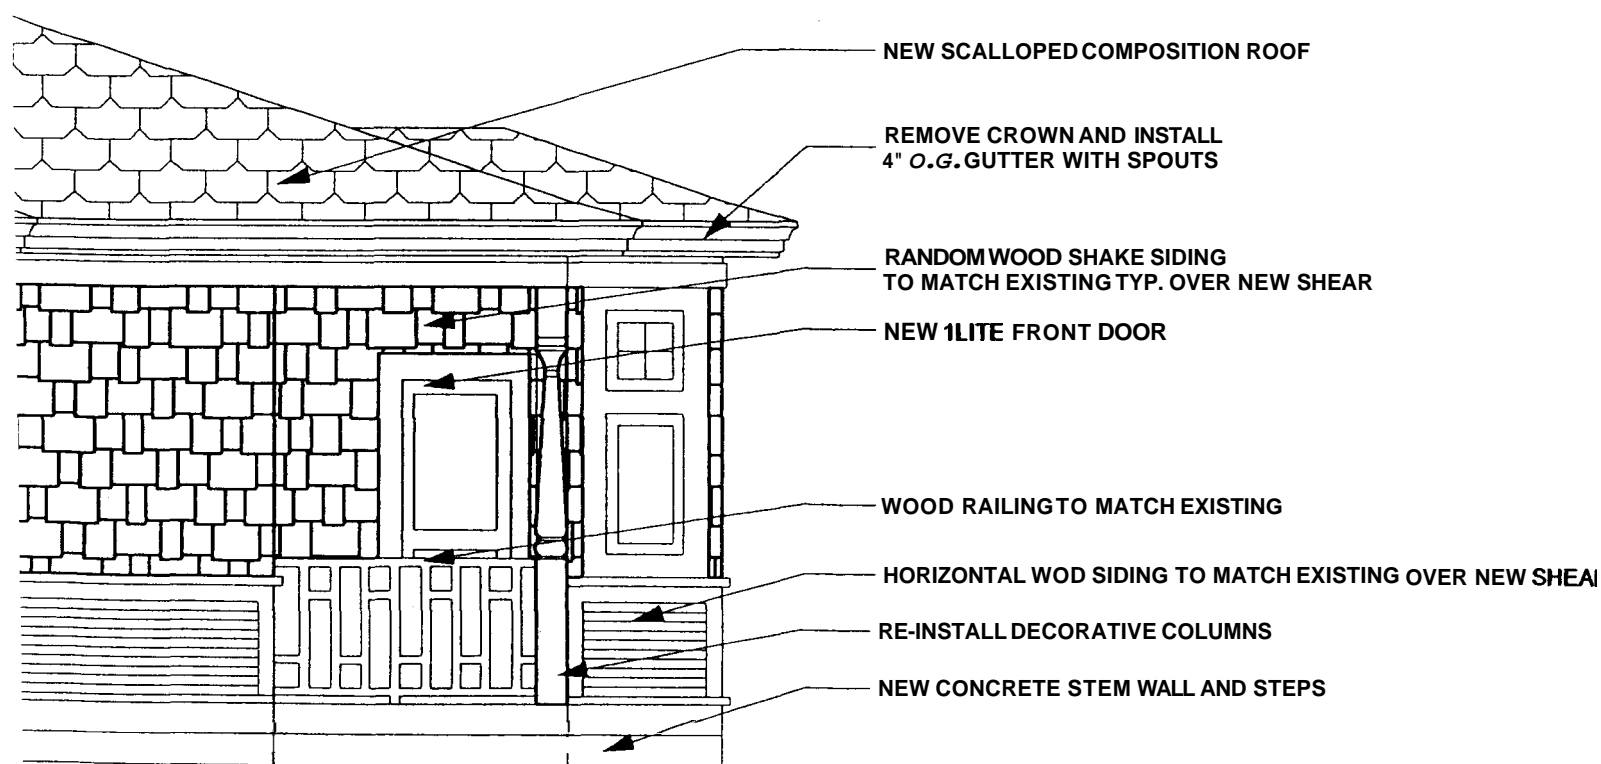 NEW SCALLOPED COMPOSITION ROOF
REMOVE CROWN AND INSTALL
4" O.G. GUTTER WITH SPOUTS
RANDOM WOOD SHAKE SIDING
TO MATCH EXISTING TYP. OVER NEW SHEAR
NEW 1LITE FRONT DOOR
WOOD RAILING TO MATCH EXISTING
HORIZONTAL WOD SIDING TO MATCH EXISTING OVER NEW SHEA
RE-INSTALL DECORATIVE COLUMNS
NEW CONCRETE STEM WALL AND STEPS